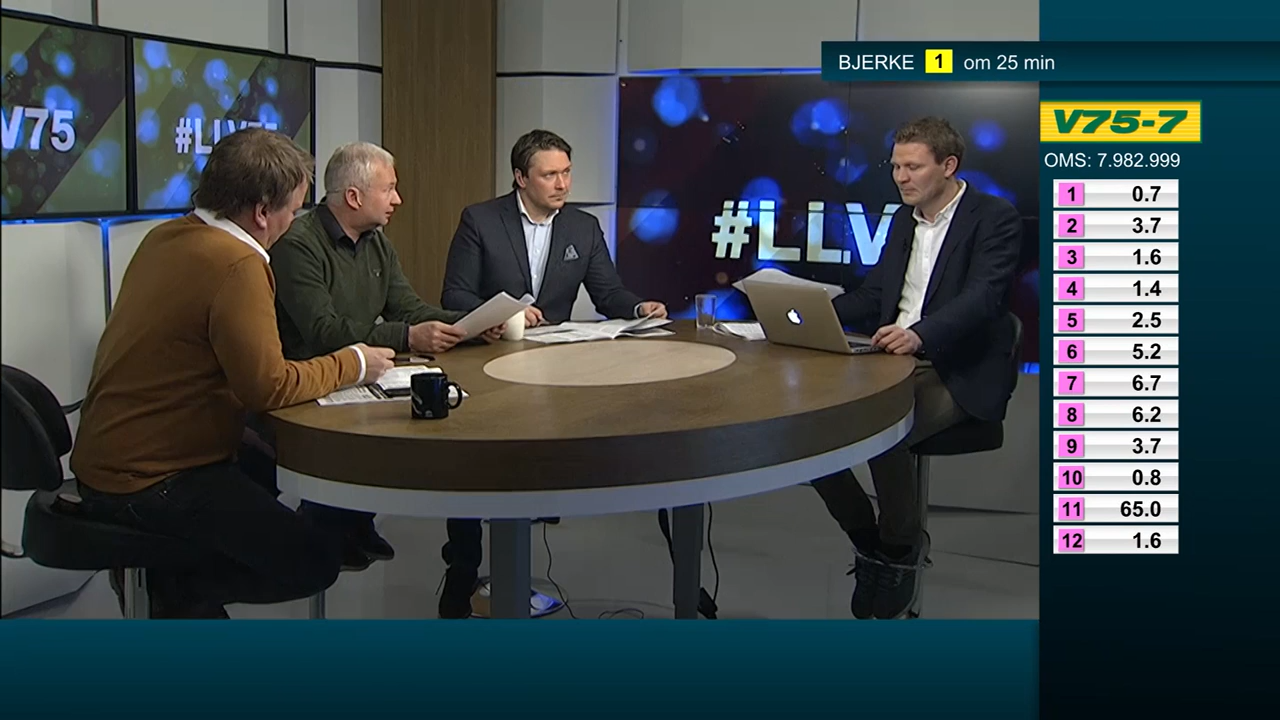 BJERKE 1 om 25 min
V75-7
OMS: 7.982.999
1 0.7
2 3.7
3 1.6
4 1.4
5 2.5
6 5.2
7 6.7
8 6.2
9 3.7
10 0.8
11 65.0
12 1.6
V75
#LLV75
#LLV